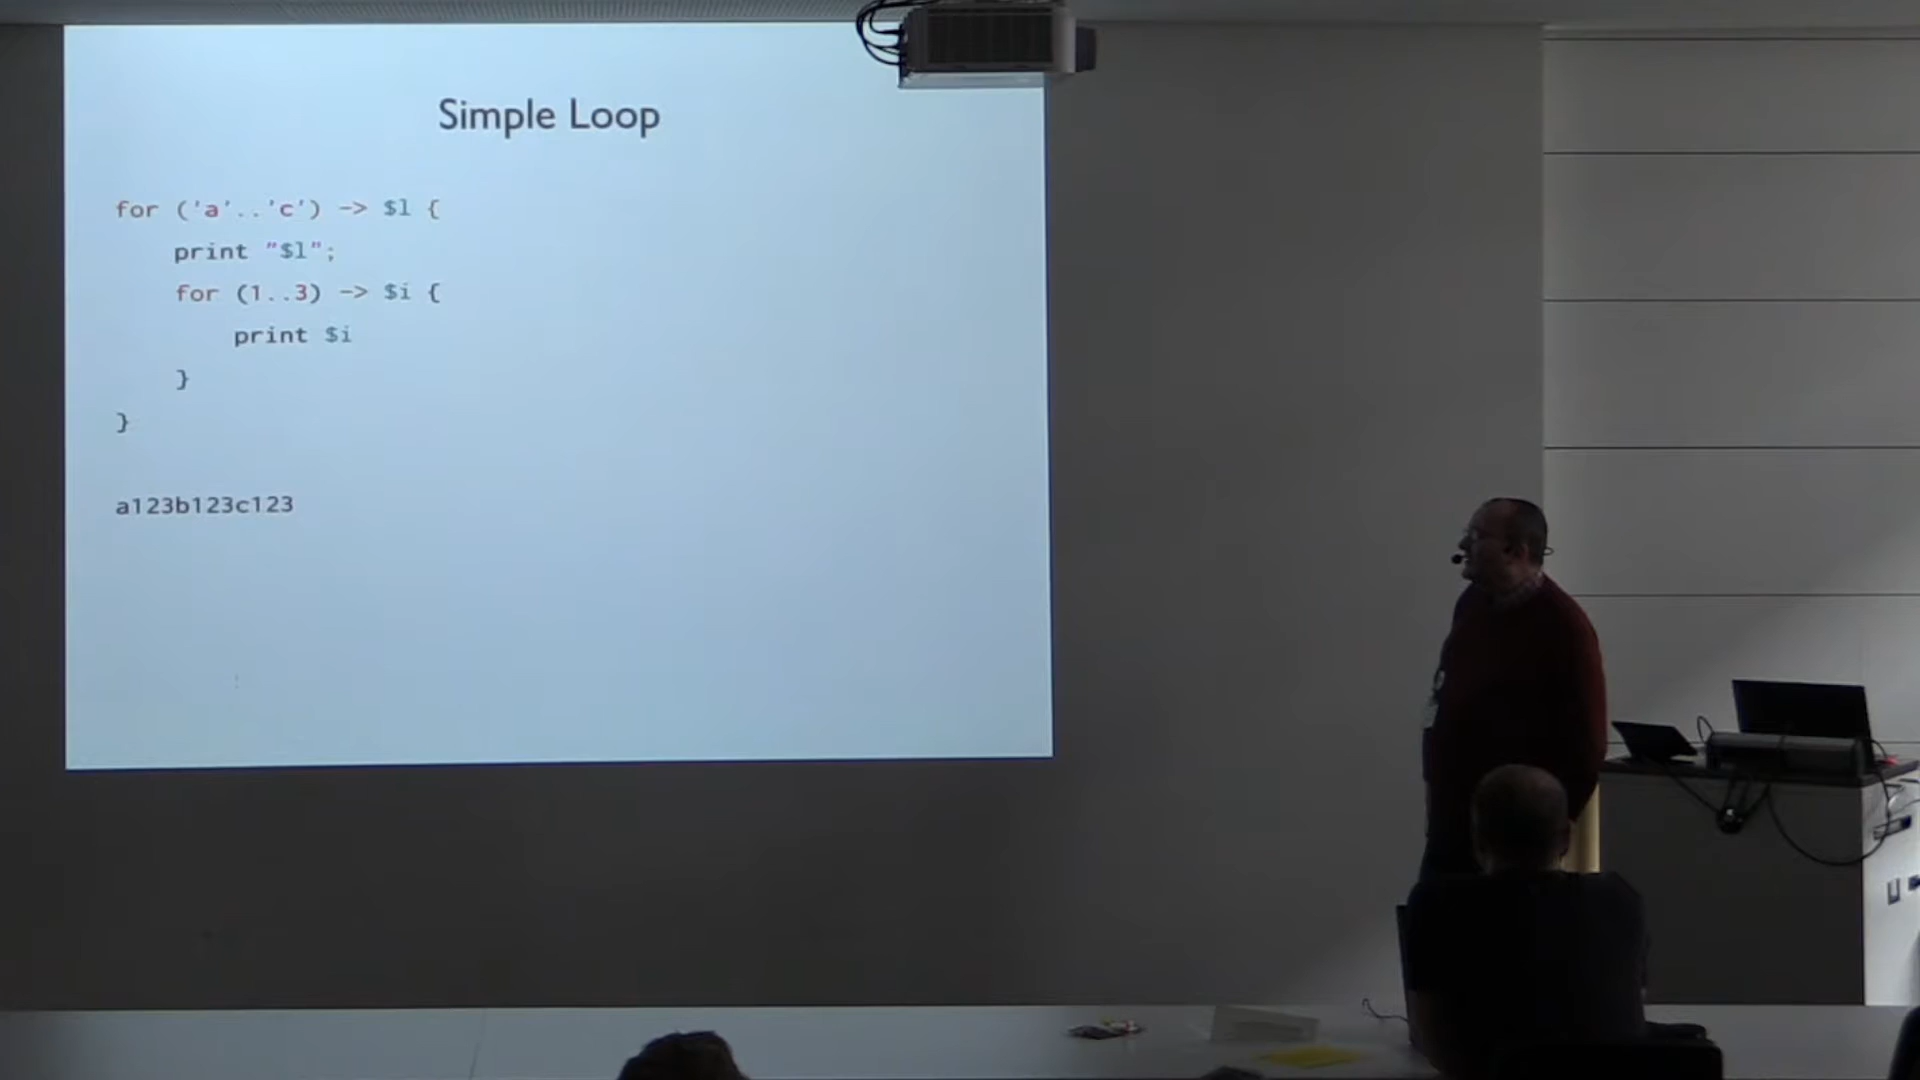 Simple Loop
for ('a'..'c') -> $l {
    print "$l";
    for (1..3) -> $i {
        print $i
    }
}
a123b123c123